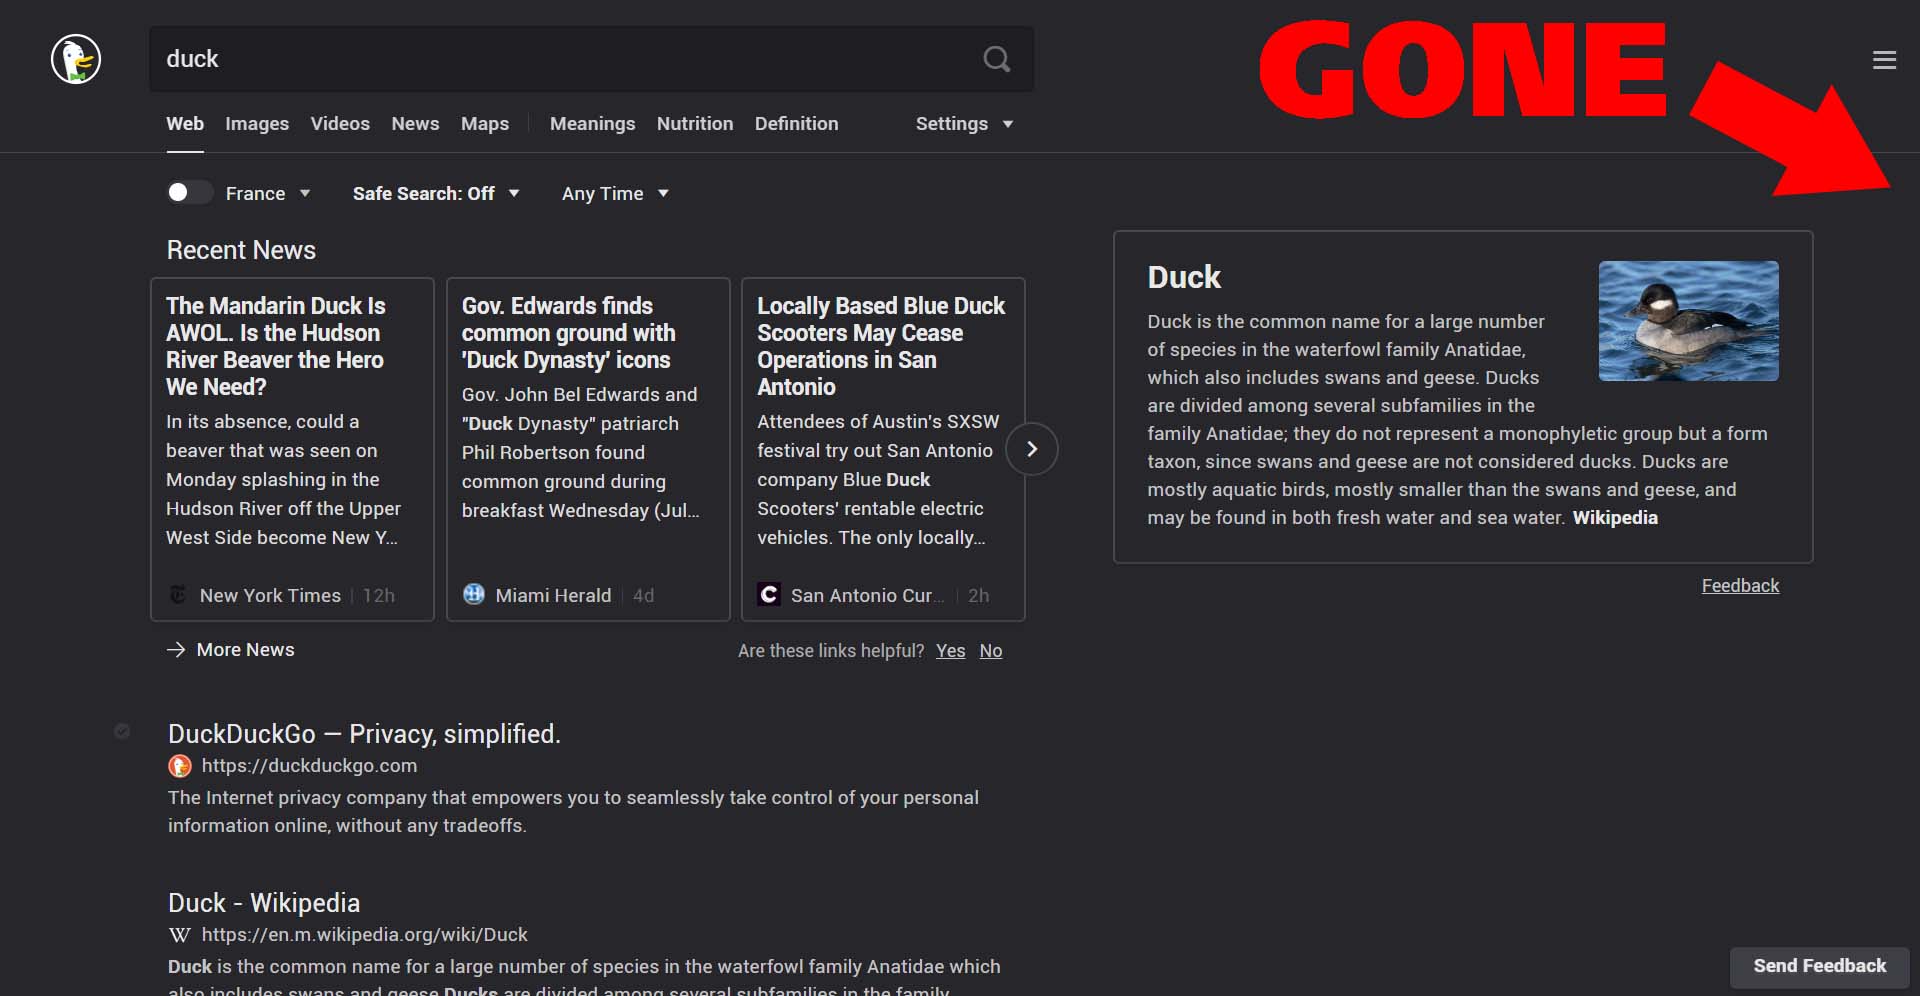 duck
GONE
Web Images Videos News Maps Meanings Nutrition Definition Settings
France Safe Search: Off Any Time
Recent News
The Mandarin Duck Is
AWOL. Is the Hudson
River Beaver the Hero
We Need?
In its absence, could a
beaver that was seen on
Monday splashing in the
Hudson River off the Upper
West Side become New Y...
New York Times | 12h
Gov. Edwards finds
common ground with
'Duck Dynasty' icons
Gov. John Bel Edwards and
"Duck Dynasty" patriarch
Phil Robertson found
common ground during
breakfast Wednesday (Jul...
Miami Herald | 4d
Locally Based Blue Duck
Scooters May Cease
Operations in San
Antonio
Attendees of Austin's SXSW
festival try out San Antonio
company Blue Duck
Scooters' rentable electric
vehicles. The only locally...
San Antonio Cur... | 2h
More News
Are these links helpful? Yes No
Duck
Duck is the common name for a large number
of species in the waterfowl family Anatidae,
which also includes swans and geese. Ducks
are divided among several subfamilies in the
family Anatidae; they do not represent a monophyletic group but a form
taxon, since swans and geese are not considered ducks. Ducks are
mostly aquatic birds, mostly smaller than the swans and geese, and
may be found in both fresh water and sea water. Wikipedia
Feedback
DuckDuckGo — Privacy, simplified.
https://duckduckgo.com
The Internet privacy company that empowers you to seamlessly take control of your personal
information online, without any tradeoffs.
Duck - Wikipedia
W https://en.m.wikipedia.org/wiki/Duck
Duck is the common name for a large number of species in the waterfowl family Anatidae which
also includes swans and geese Ducks are divided among several subfamilies in the family
Send Feedback